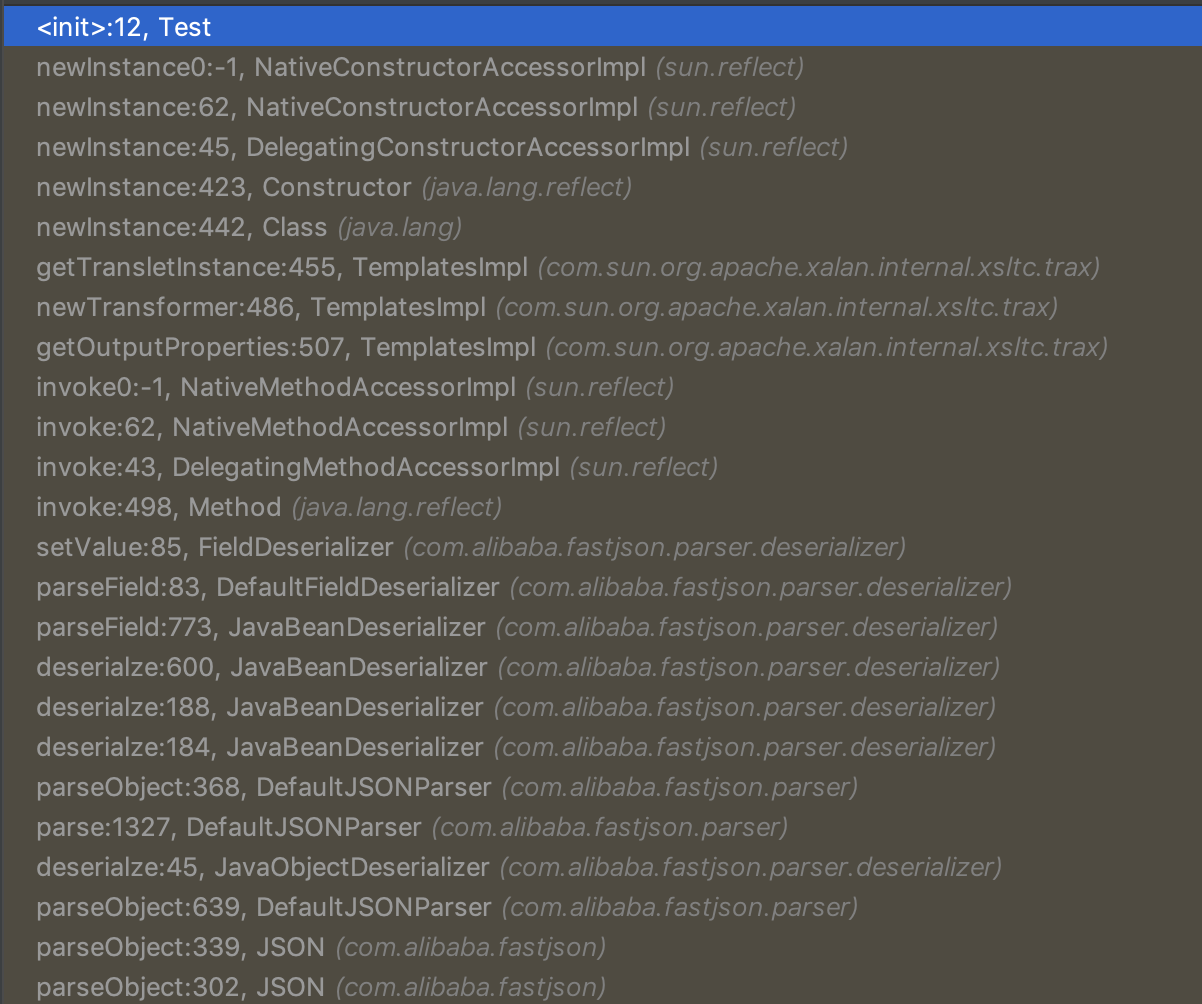 <init>:12, Test
newInstance0:-1, NativeConstructorAccessorImpl (sun.reflect)
newInstance:62, NativeConstructorAccessorImpl (sun.reflect)
newInstance:45, DelegatingConstructorAccessorImpl (sun.reflect)
newInstance:423, Constructor (java.lang.reflect)
newInstance:442, Class (java.lang)
getTransletInstance:455, TemplatesImpl (com.sun.org.apache.xalan.internal.xsltc.trax)
newTransformer:486, TemplatesImpl (com.sun.org.apache.xalan.internal.xsltc.trax)
getOutputProperties:507, TemplatesImpl (com.sun.org.apache.xalan.internal.xsltc.trax)
invoke0:-1, NativeMethodAccessorImpl (sun.reflect)
invoke:62, NativeMethodAccessorImpl (sun.reflect)
invoke:43, DelegatingMethodAccessorImpl (sun.reflect)
invoke:498, Method (java.lang.reflect)
setValue:85, FieldDeserializer (com.alibaba.fastjson.parser.deserializer)
parseField:83, DefaultFieldDeserializer (com.alibaba.fastjson.parser.deserializer)
parseField:773, JavaBeanDeserializer (com.alibaba.fastjson.parser.deserializer)
deserialze:600, JavaBeanDeserializer (com.alibaba.fastjson.parser.deserializer)
deserialze:188, JavaBeanDeserializer (com.alibaba.fastjson.parser.deserializer)
deserialze:184, JavaBeanDeserializer (com.alibaba.fastjson.parser.deserializer)
parseObject:368, DefaultJSONParser (com.alibaba.fastjson.parser)
parse:1327, DefaultJSONParser (com.alibaba.fastjson.parser)
deserialze:45, JavaObjectDeserializer (com.alibaba.fastjson.parser.deserializer)
parseObject:639, DefaultJSONParser (com.alibaba.fastjson.parser)
parseObject:339, JSON (com.alibaba.fastjson)
parseObject:302, JSON (com.alibaba.fastjson)